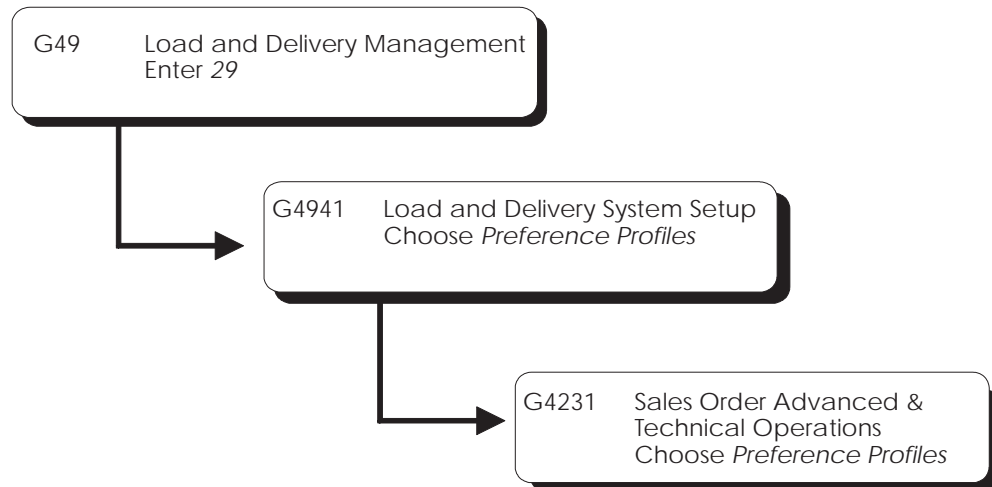 G49 Load and Delivery Management
Enter 29
G4941 Load and Delivery System Setup
Choose Preference Profiles
G4231 Sales Order Advanced &
Technical Operations
Choose Preference Profiles